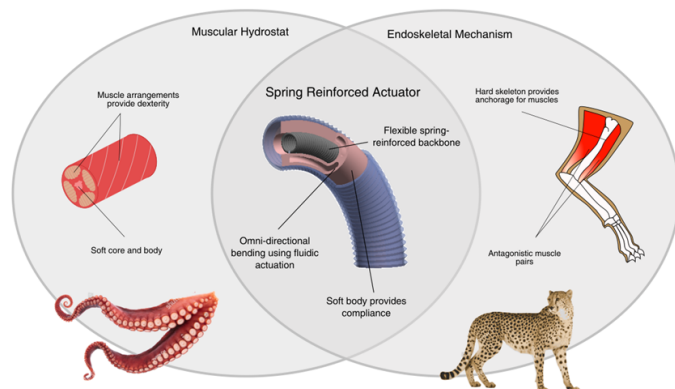 Muscular Hydrostat
Endoskeletal Mechanism
Muscle arrangements
provide dexterity
Soft core and body
Spring Reinforced Actuator
Flexible spring-
reinforced backbone
Omni-directional
bending using fluidic
actuation
Soft body provides
compliance
Hard skeleton provides
anchorage for muscles
Antagonistic muscle
pairs